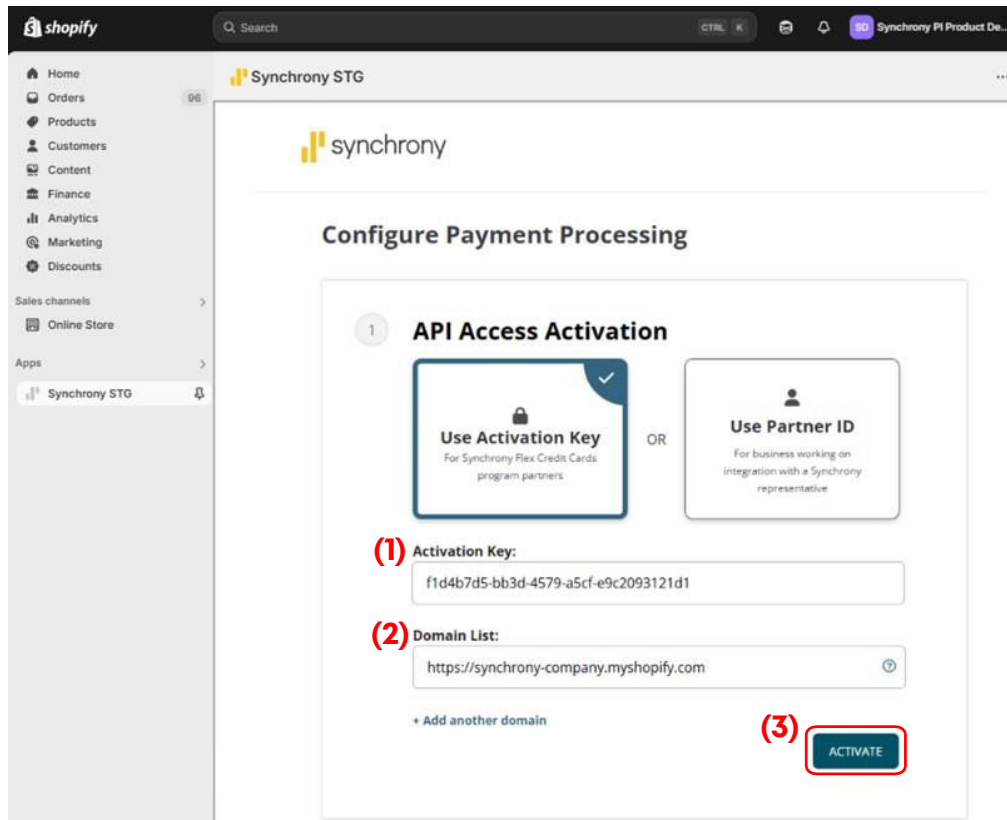 shopify
Search
CTRL K
SD
Synchrony PI Product De...
Home
Orders 96
Products
Customers
Content
Finance
Analytics
Marketing
Discounts
Sales channels
Online Store
Apps
Synchrony STG
Synchrony STG
synchrony
Configure Payment Processing
1
API Access Activation
Use Activation Key
For Synchrony Flex Credit Cards
program partners
OR
Use Partner ID
For business working on
integration with a Synchrony
representative
(1) Activation Key:
f1d4b7d5-bb3d-4579-a5cf-e9c2093121d1
(2) Domain List:
https://synchrony-company.myshopify.com
+ Add another domain
(3)
ACTIVATE